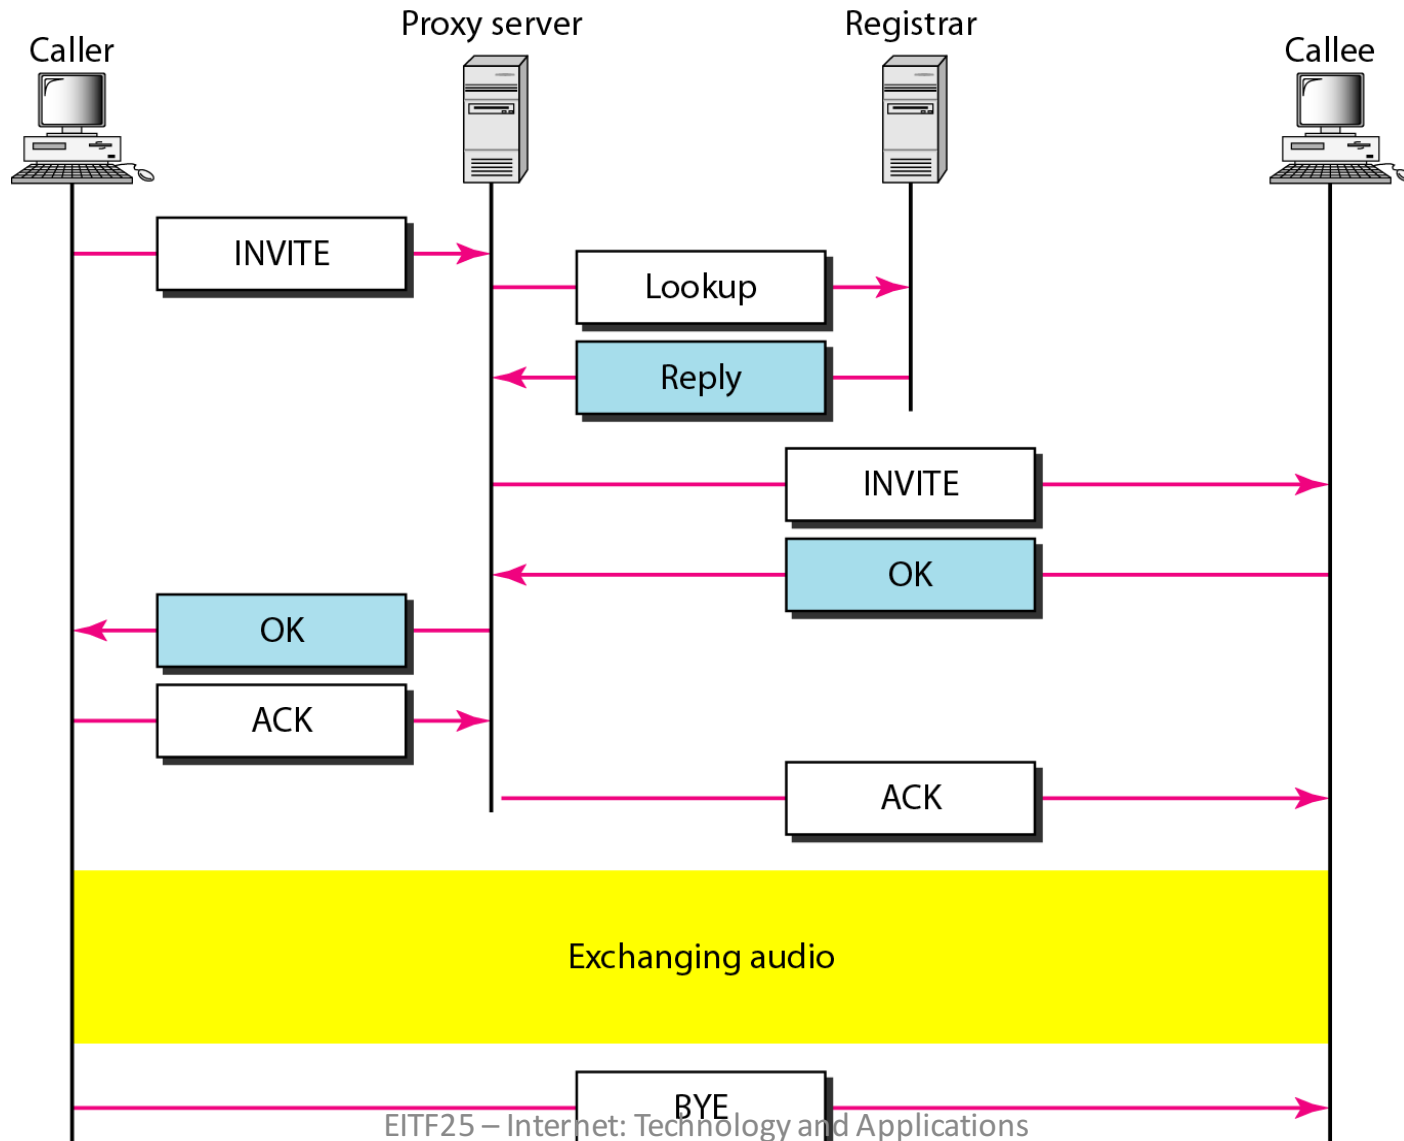 Caller
Proxy server
Registrar
Callee
INVITE
Lookup
Reply
INVITE
OK
OK
ACK
ACK
Exchanging audio
BYE
EITF25 – Internet: Technology and Applications